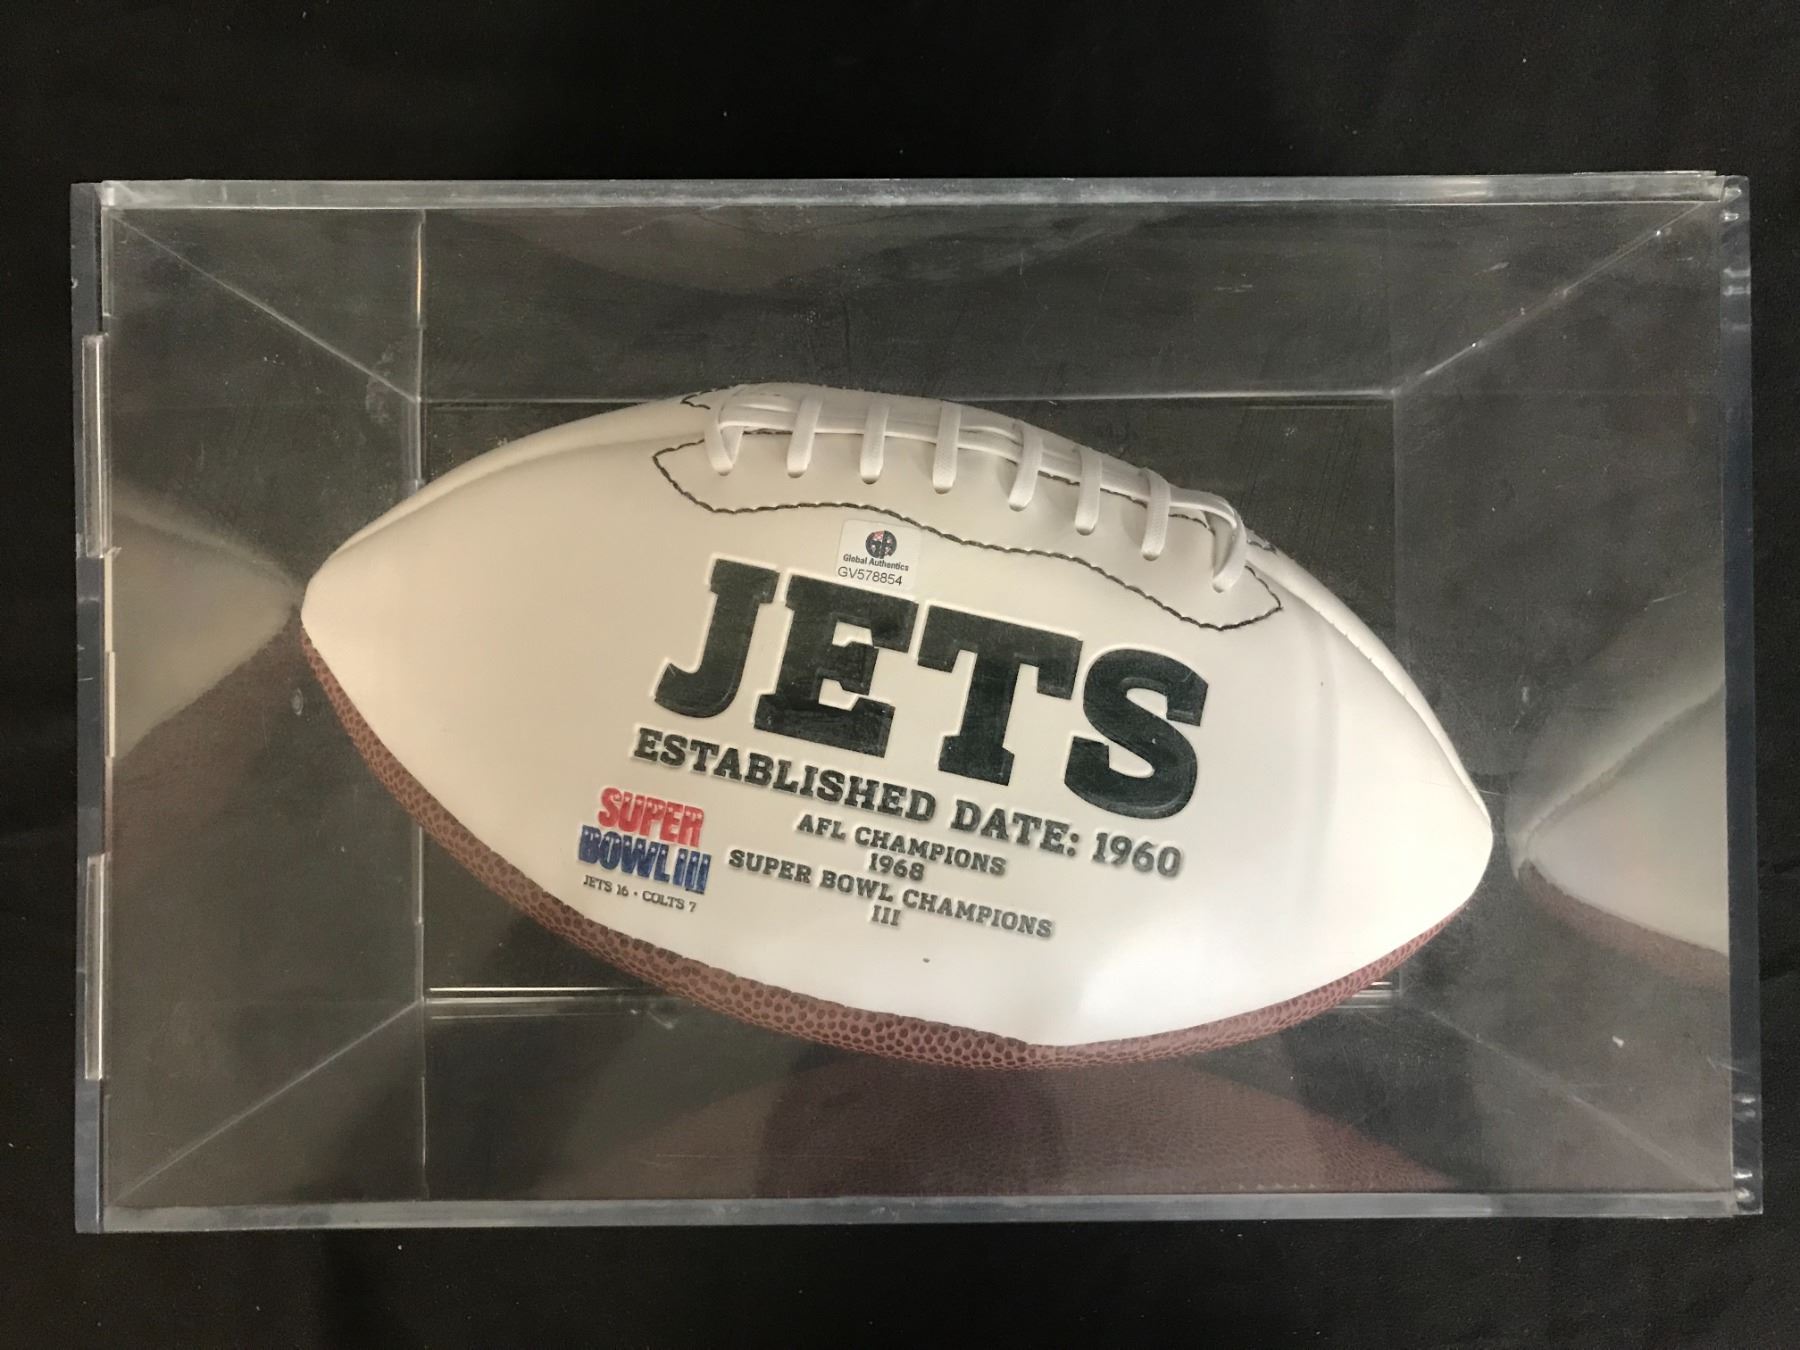 Global Authentics
GV578854
JETS
ESTABLISHED DATE: 1960
AFL CHAMPIONS
1968
SUPER BOWL CHAMPIONS
III
SUPER
BOWL III
JETS 16 • COLTS 7